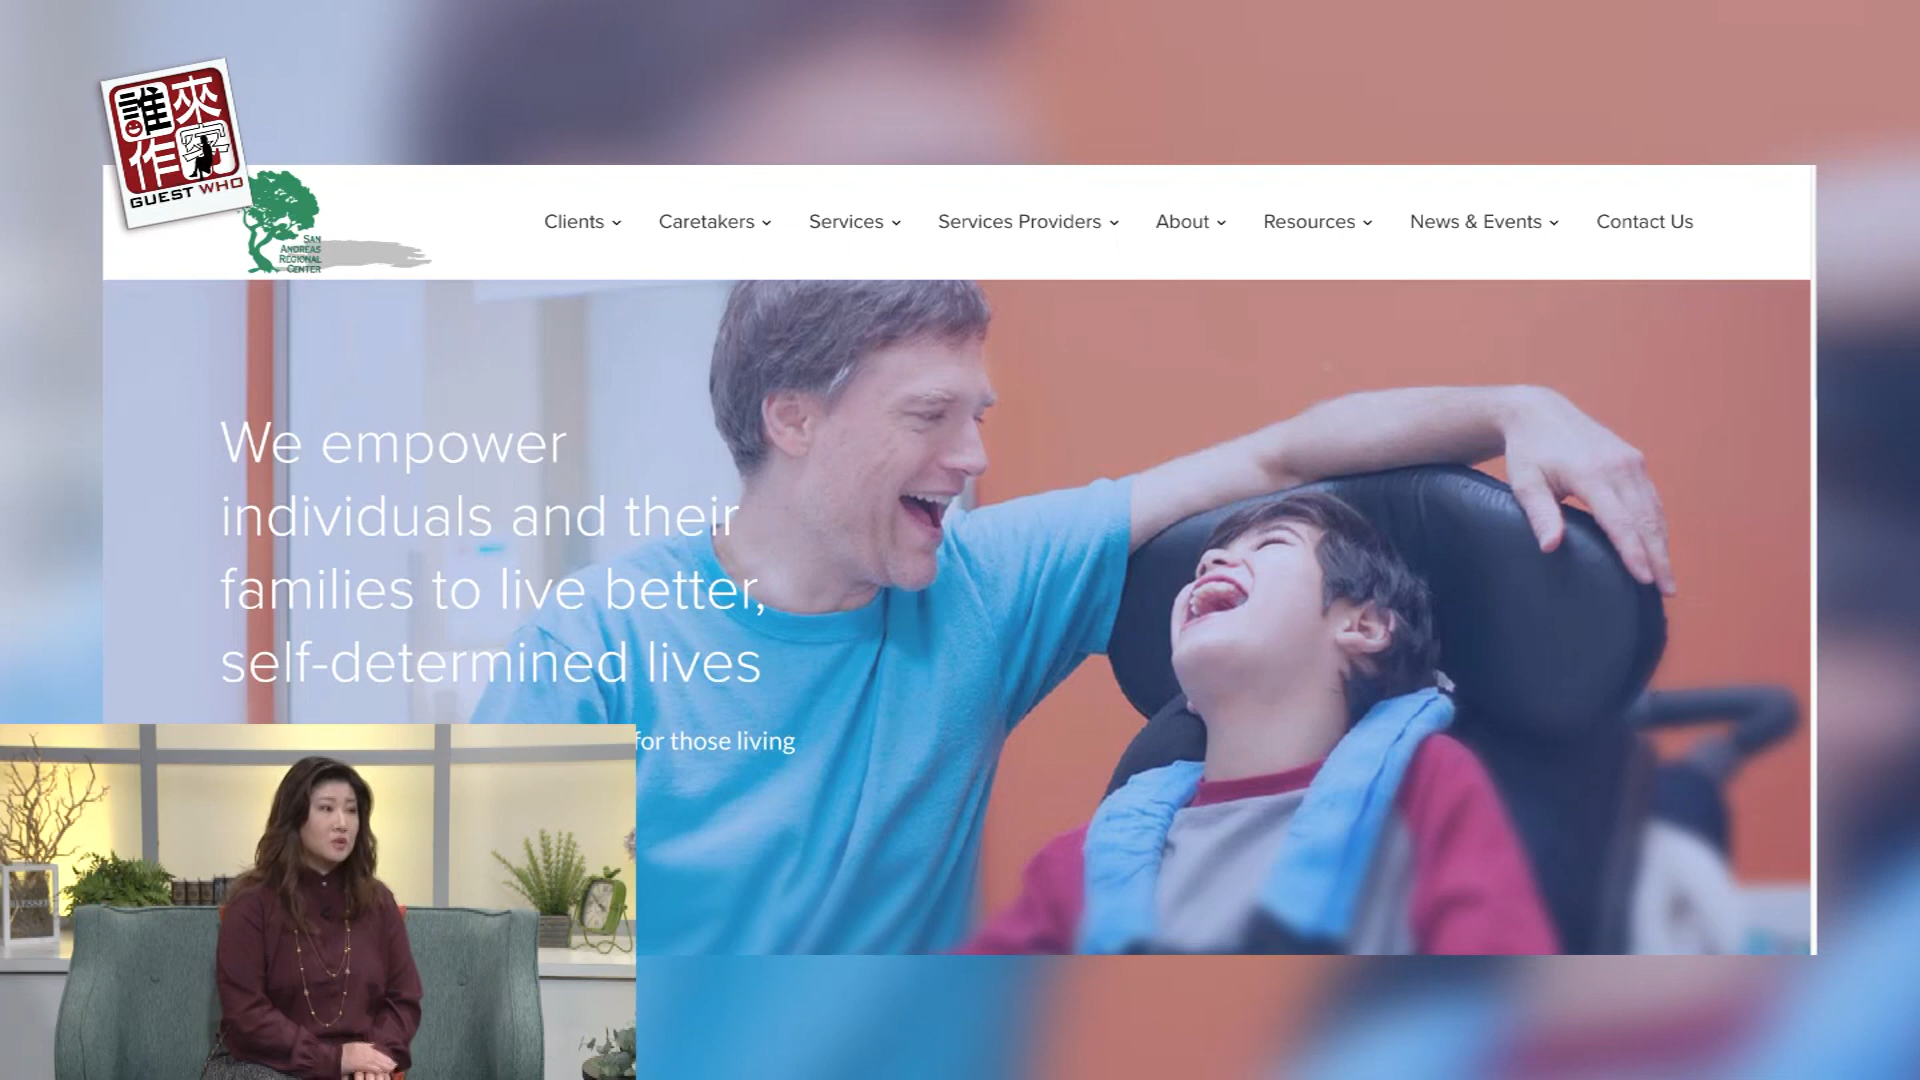 誰來
作客
GUEST WHO
SAN
ANDREAS
REGIONAL
CENTER
Clients
Caretakers
Services
Services Providers
About
Resources
News & Events
Contact Us
We empower
individuals and their
families to live better,
self-determined lives
for those living
BLESSED